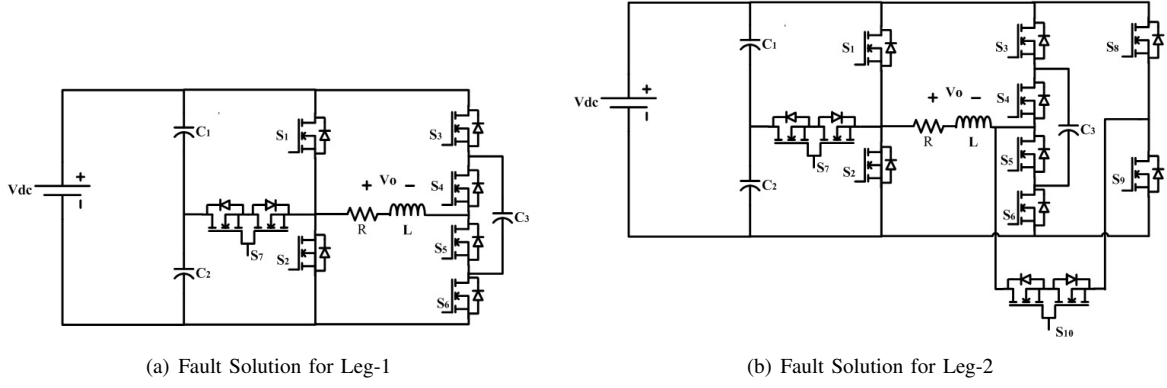 Vdc
+
C1
C2
S1
S2
S7
+ Vo −
R
L
S3
S4
S5
S6
C3
(a) Fault Solution for Leg-1
Vdc
+
C1
C2
S1
S2
S7
+ Vo −
R
L
S3
S4
S5
S6
C3
S8
S9
S10
(b) Fault Solution for Leg-2